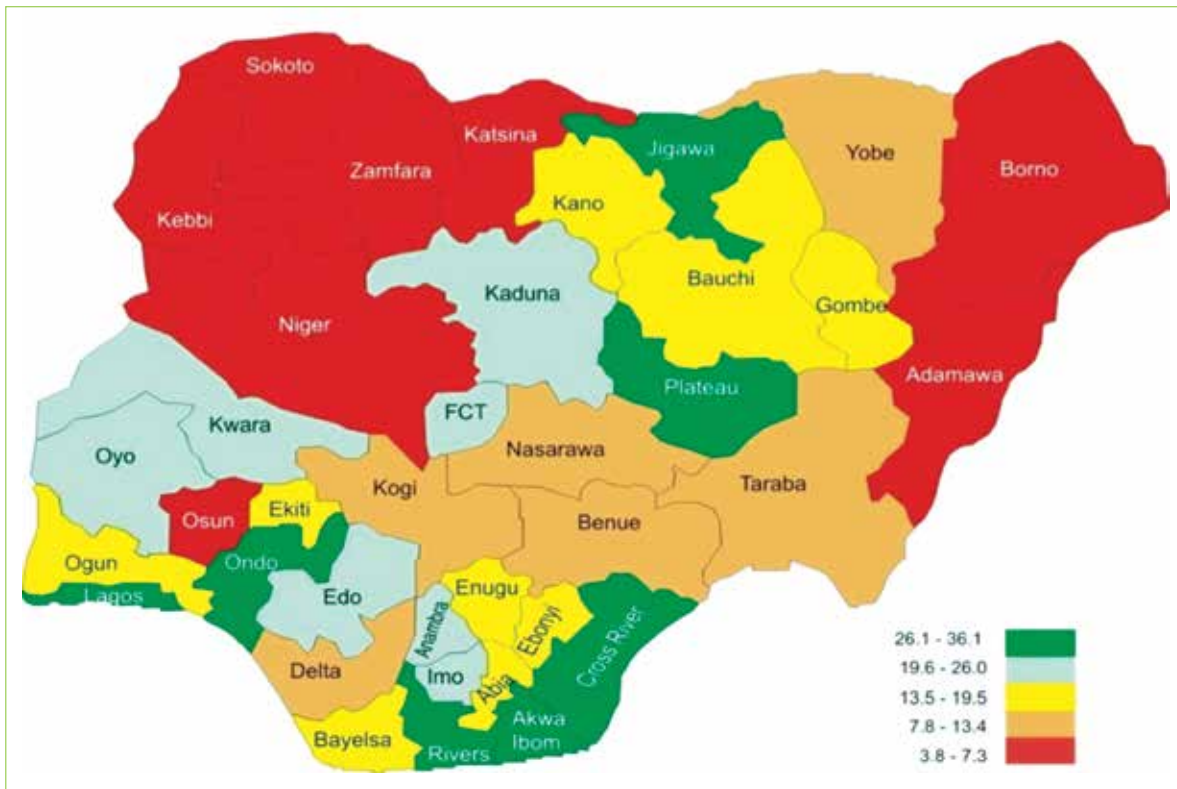 Sokoto
Katsina
Jigawa
Yobe
Borno
Zamfara
Kano
Kebbi
Bauchi
Kaduna
Gombe
Niger
Adamawa
Plateau
FCT
Kwara
Nasarawa
Oyo
Taraba
Kogi
Osun
Ekiti
Benue
Ogun
Ondo
Enugu
Lagos
Edo
Anambra
Ebonyi
Cross River
Delta
Imo
Abia
Bayelsa
Rivers
Akwa
Ibom
26.1 - 36.1
19.6 - 26.0
13.5 - 19.5
7.8 - 13.4
3.8 - 7.3